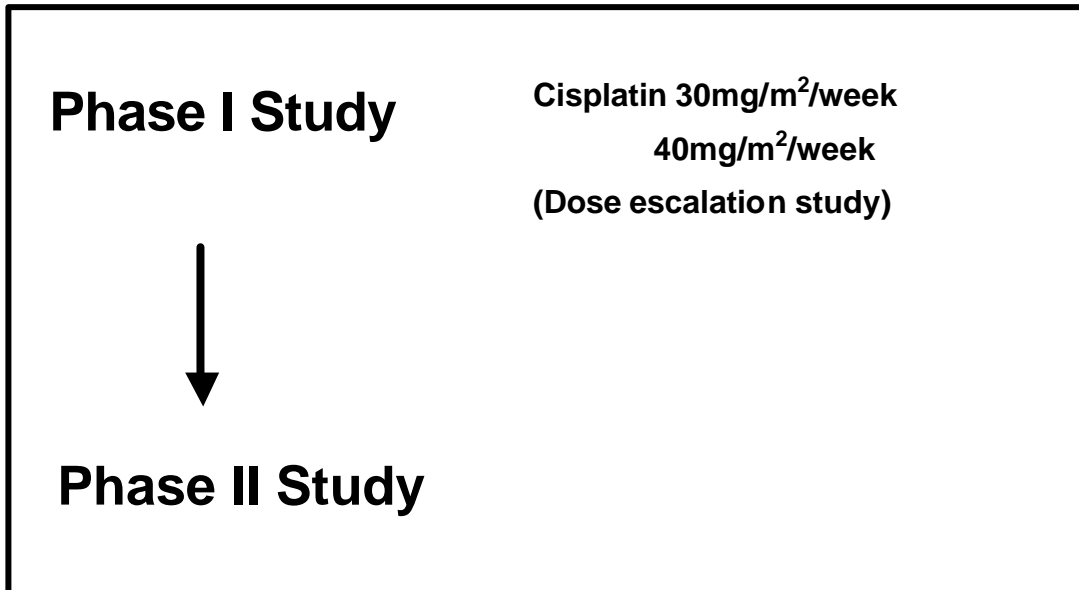 Phase I Study
Cisplatin 30mg/m²/week
40mg/m²/week
(Dose escalation study)
Phase II Study